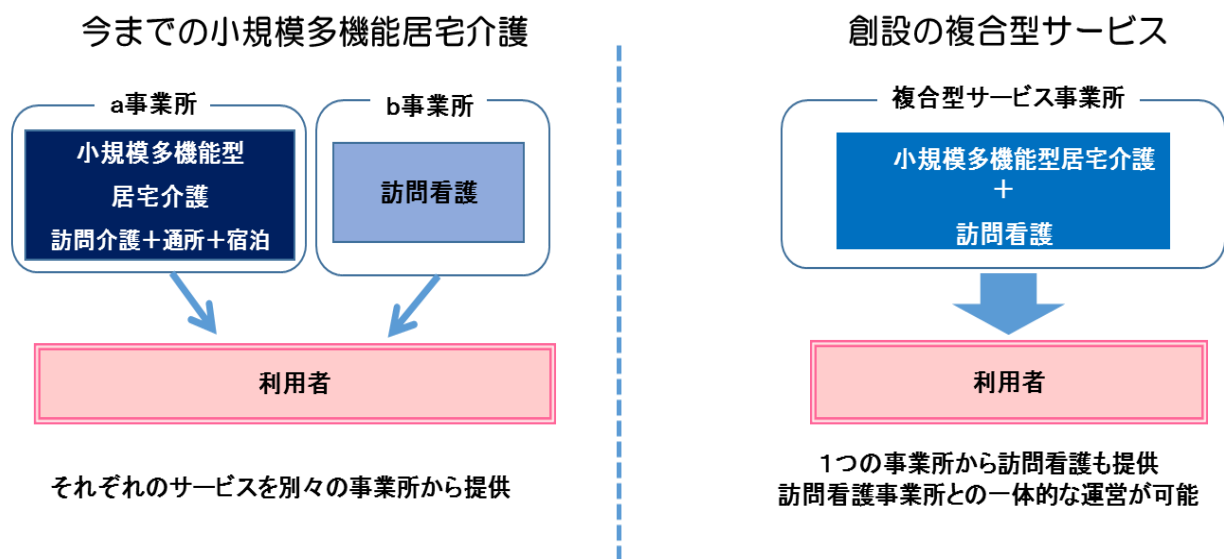 今までの小規模多機能居宅介護
a事業所
小規模多機能型
居宅介護
訪問介護＋通所＋宿泊
b事業所
訪問看護
利用者
それぞれのサービスを別々の事業所から提供
創設の複合型サービス
複合型サービス事業所
小規模多機能型居宅介護
＋
訪問看護
利用者
１つの事業所から訪問看護も提供
訪問看護事業所との一体的な運営が可能